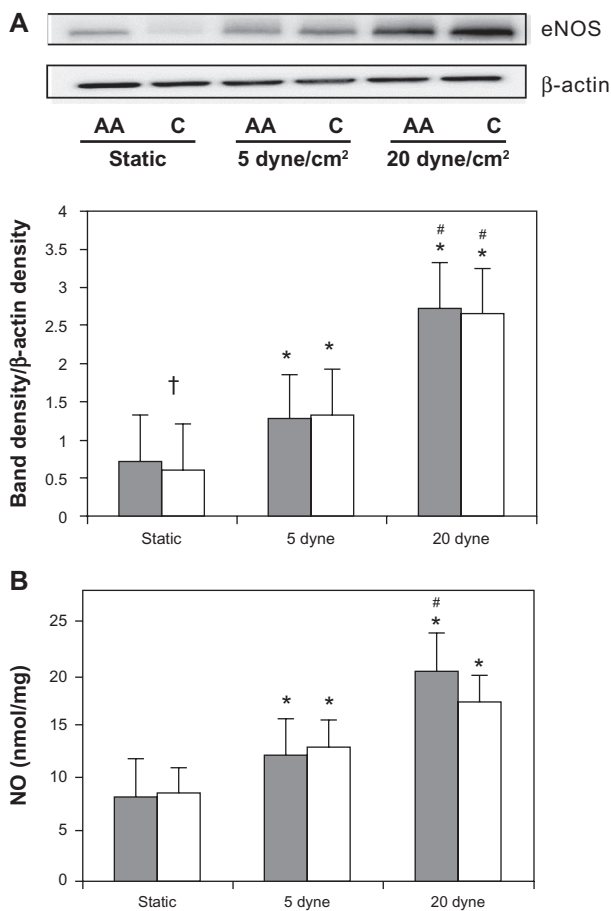 A
eNOS
β-actin
AA C AA C AA C
Static 5 dyne/cm² 20 dyne/cm²
Band density/β-actin density
4
3.5
3
2.5
2
1.5
1
0.5
0
†
*
*
#
*
#
*
Static 5 dyne 20 dyne
B
NO (nmol/mg)
25
20
15
10
5
0
*
*
#
*
*
Static 5 dyne 20 dyne